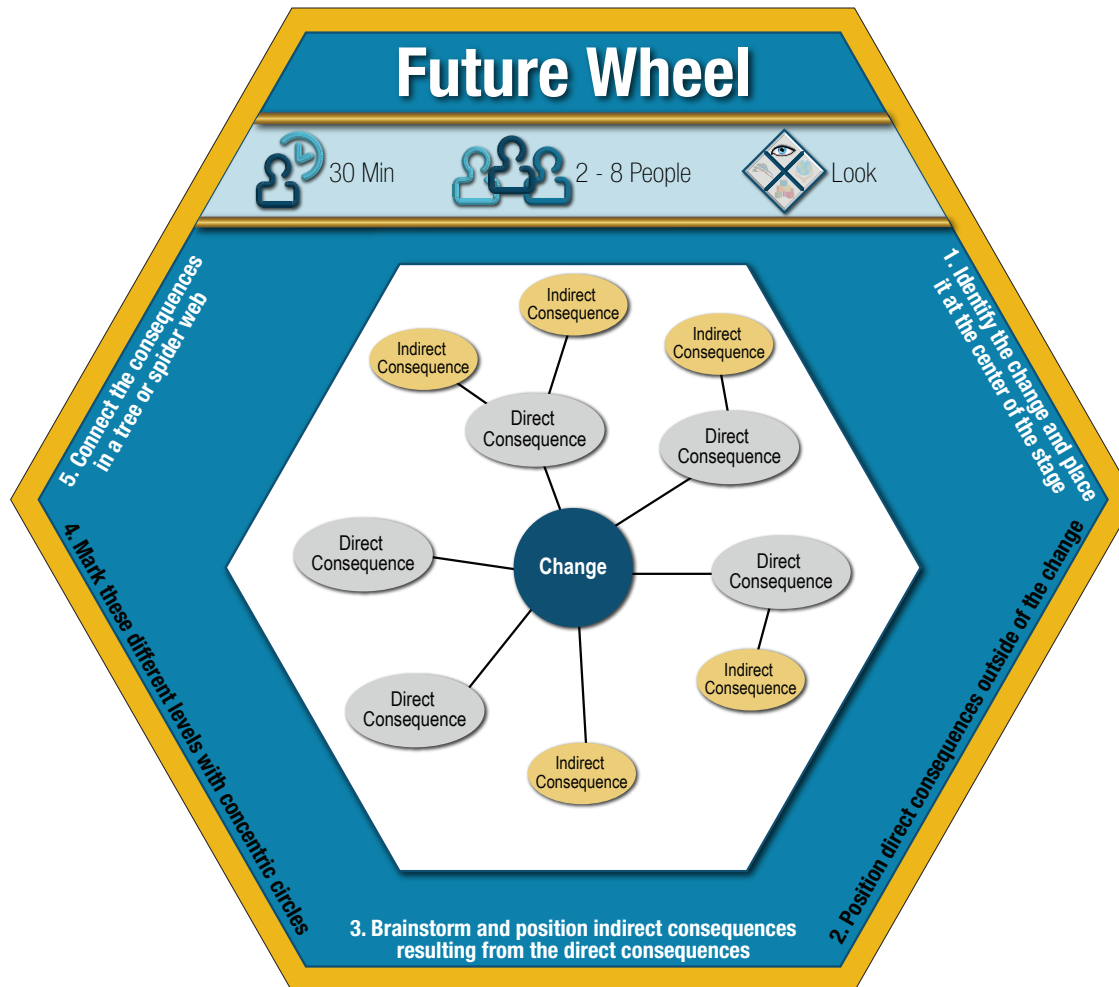 Future Wheel
30 Min
2 - 8 People
Look
1. Identify the change and place
it at the center of the stage
2. Position direct consequences outside of the change
3. Brainstorm and position indirect consequences
resulting from the direct consequences
4. Mark these different levels with concentric circles
5. Connect the consequences
in a tree or spider web
Indirect
Consequence
Indirect
Consequence
Indirect
Consequence
Direct
Consequence
Direct
Consequence
Direct
Consequence
Change
Direct
Consequence
Indirect
Consequence
Direct
Consequence
Indirect
Consequence